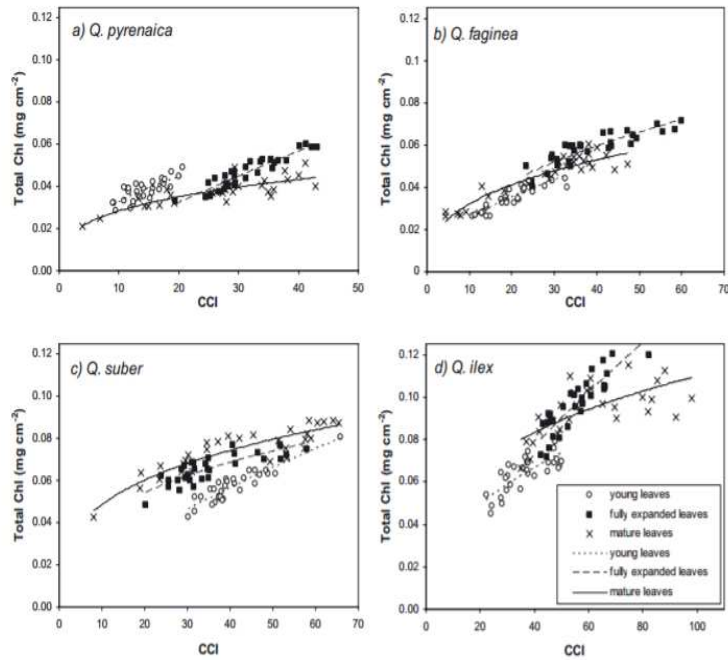 a) Q. pyrenaica
0.12
0.10
0.08
0.06
0.04
0.02
0.00
Total Chl (mg cm⁻²)
0 10 20 30 40 50
CCI
b) Q. faginea
0.12
0.1
0.08
0.06
0.04
0.02
0
Total Chl (mg cm⁻²)
0 10 20 30 40 50 60 70
CCI
c) Q. suber
0.12
0.10
0.08
0.06
0.04
0.02
0.00
Total Chl (mg cm⁻²)
0 10 20 30 40 50 60 70
CCI
d) Q. ilex
0.12
0.10
0.08
0.06
0.04
0.02
0.00
Total Chl (mg cm⁻²)
0 20 40 60 80 100
CCI
young leaves
fully expanded leaves
mature leaves
young leaves
fully expanded leaves
mature leaves